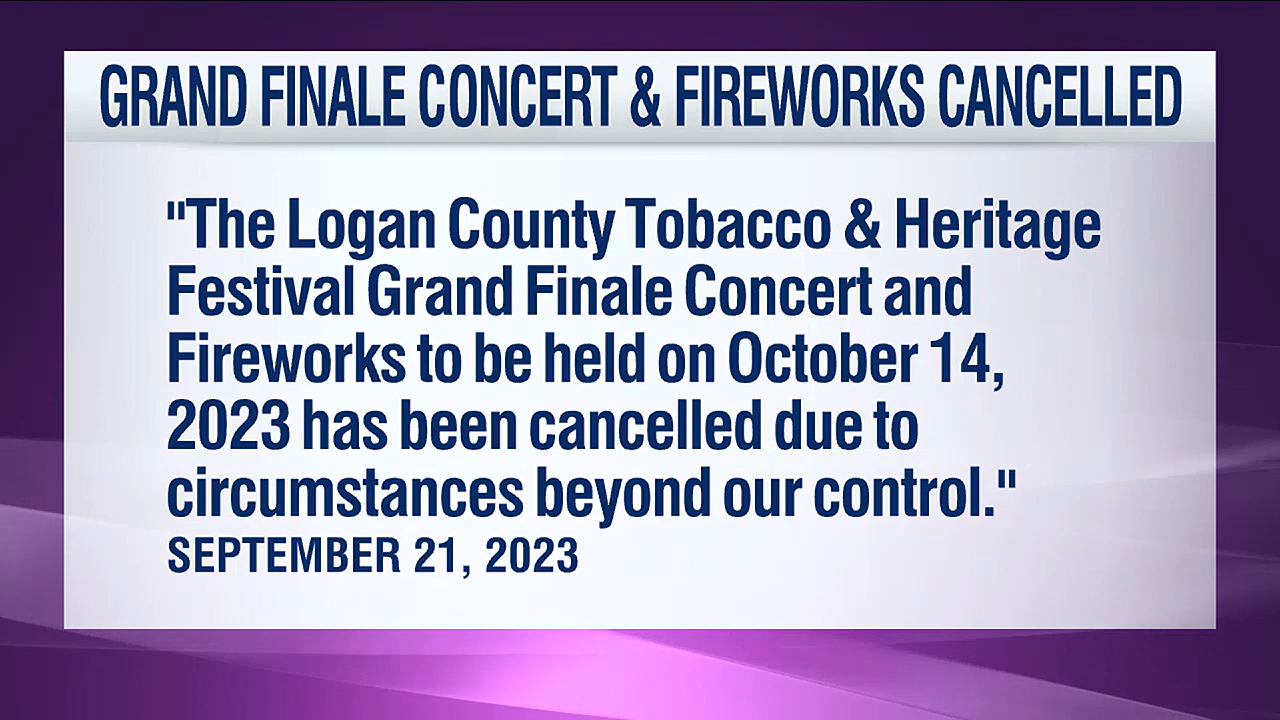 GRAND FINALE CONCERT & FIREWORKS CANCELLED
"The Logan County Tobacco & Heritage
Festival Grand Finale Concert and
Fireworks to be held on October 14,
2023 has been cancelled due to
circumstances beyond our control."
SEPTEMBER 21, 2023